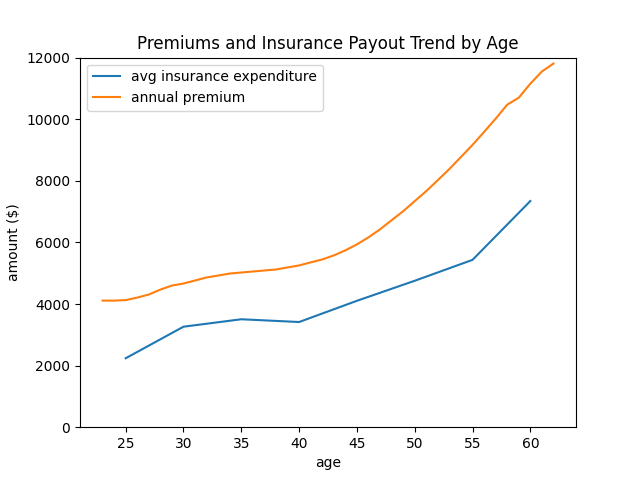 Premiums and Insurance Payout Trend by Age
12000
10000
8000
6000
4000
2000
0
amount ($)
avg insurance expenditure
annual premium
25 30 35 40 45 50 55 60
age